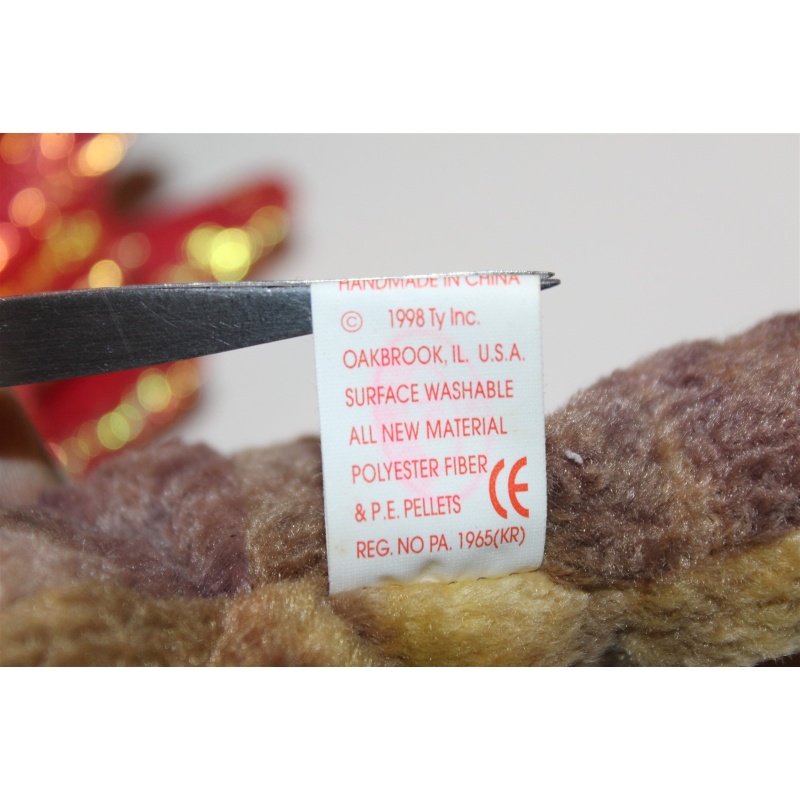 HANDMADE IN CHINA
© 1998 Ty Inc.
OAKBROOK, IL. U.S.A.
SURFACE WASHABLE
ALL NEW MATERIAL
POLYESTER FIBER
& P.E. PELLETS CE
REG. NO PA. 1965(KR)